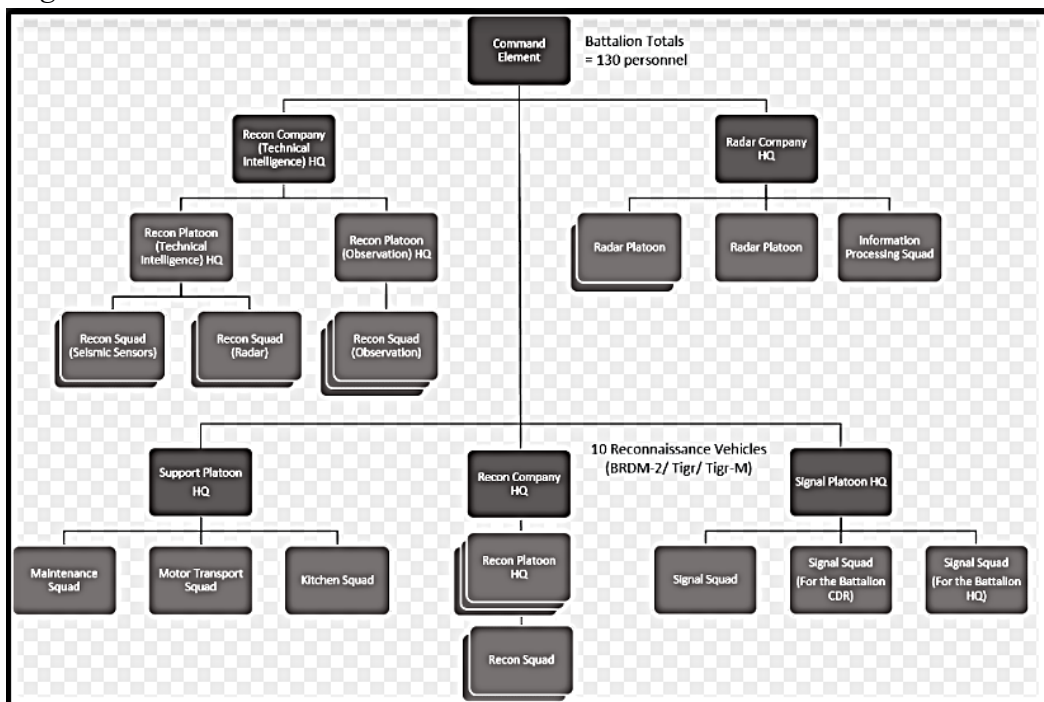 Command
Element
Battalion Totals
= 130 personnel
Recon Company
(Technical
Intelligence) HQ
Radar Company
HQ
Recon Platoon
(Technical
Intelligence) HQ
Recon Platoon
(Observation) HQ
Radar Platoon
Radar Platoon
Information
Processing Squad
Recon Squad
(Seismic Sensors)
Recon Squad
(Radar)
Recon Squad
(Observation)
10 Reconnaissance Vehicles
(BRDM-2/ Tigr/ Tigr-M)
Support Platoon
HQ
Recon Company
HQ
Signal Platoon HQ
Maintenance
Squad
Motor Transport
Squad
Kitchen Squad
Recon Platoon
HQ
Signal Squad
Signal Squad
(For the Battalion
CDR)
Signal Squad
(For the Battalion
HQ)
Recon Squad